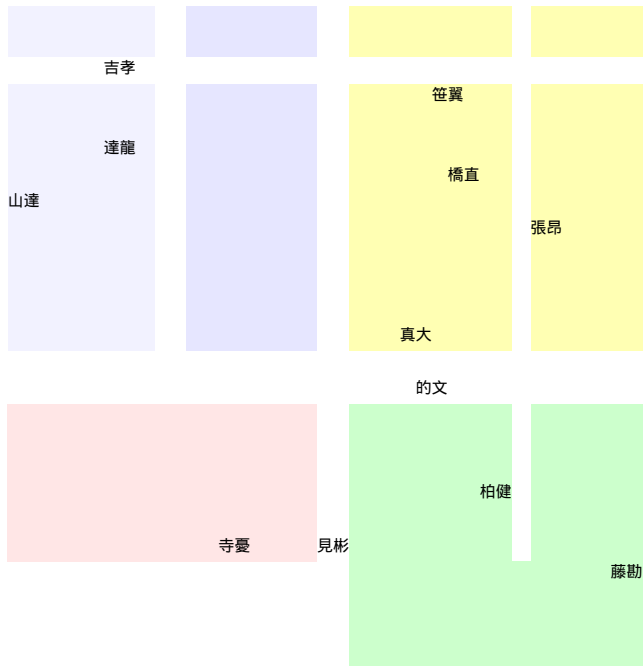 吉孝
笹翼
達龍
橋直
山達
張昂
真大
的文
柏健
寺憂
見彬
藤勘